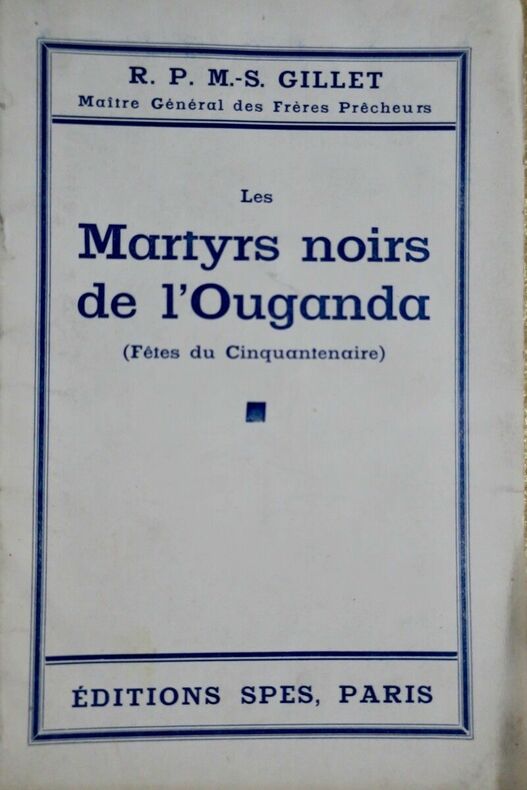 R. P. M.-S. GILLET
Maître Général des Frères Prêcheurs
Les
Martyrs noirs
de l'Ouganda
(Fêtes du Cinquantenaire)
ÉDITIONS SPES, PARIS